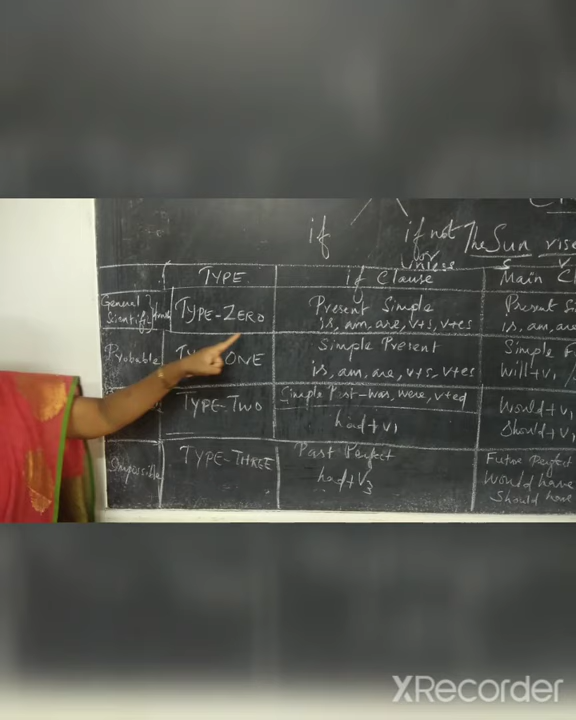 if if not The Sun rises
or
Unless S V
TYPE if Clause Main Cl
General
Scientific TYPE-ZERO Present Simple Present Si
is, am, are, v+s, v+es is, am, are
Probable ONE Simple Present Simple F
is, am, are, v+s, v+es Will+v1
TYPE-TWO Simple Past-was, were, v+ed Would+v1
had+v1 Should+v1
Impossible TYPE-THREE Past Perfect Future Perfect
had+V3 Would have
Should have
XRecorder